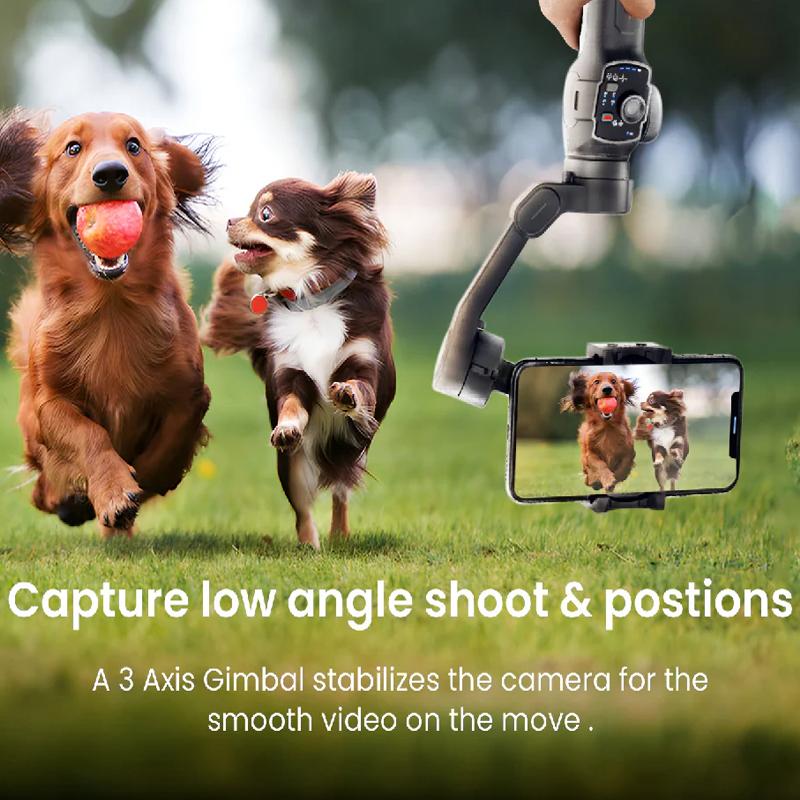 Capture low angle shoot & postions
A 3 Axis Gimbal stabilizes the camera for the
smooth video on the move .